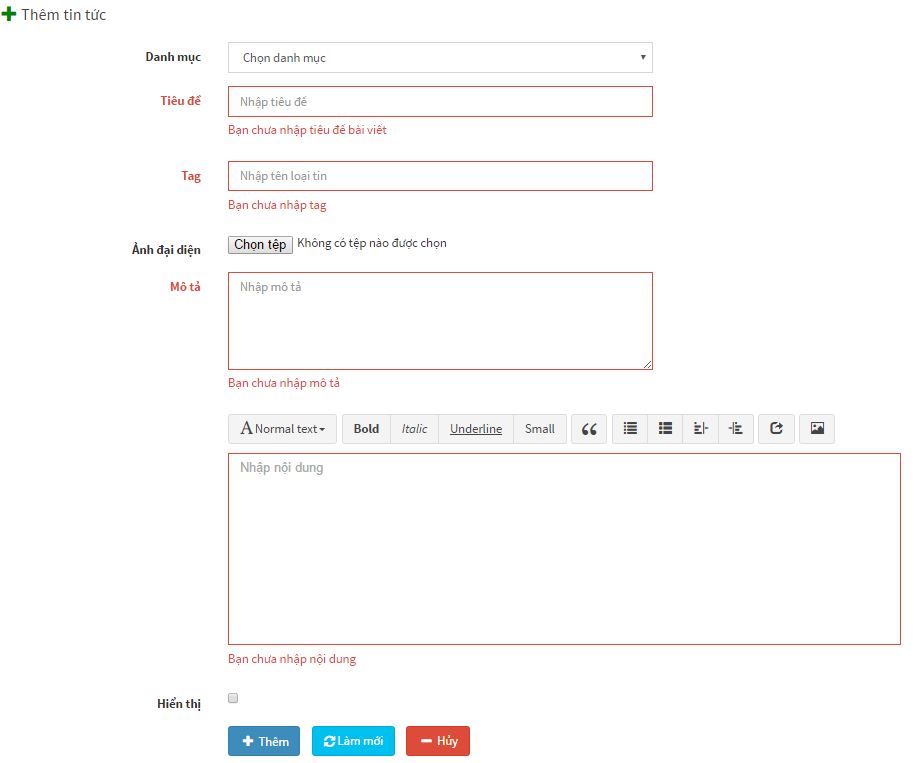 Thêm tin tức
Danh mục Chọn danh mục
Tiêu đề Nhập tiêu đề
Bạn chưa nhập tiêu đề bài viết
Tag Nhập tên loại tin
Bạn chưa nhập tag
Ảnh đại diện Chọn tệp Không có tệp nào được chọn
Mô tả Nhập mô tả
Bạn chưa nhập mô tả
A Normal text Bold Italic Underline Small
Nhập nội dung
Bạn chưa nhập nội dung
Hiển thị
Thêm Làm mới Hủy